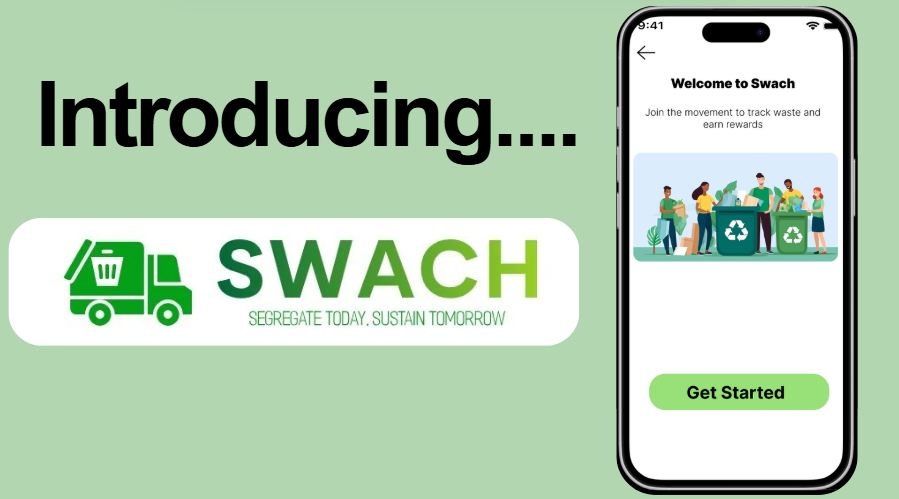 Introducing....
SWACH
SEGREGATE TODAY, SUSTAIN TOMORROW
9:41
Welcome to Swach
Join the movement to track waste and
earn rewards
Get Started